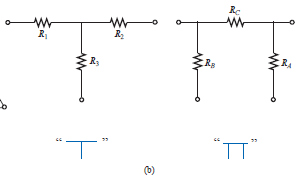 R1 R2 RC
R3 RB RA
“ T ” “ π ”
(b)